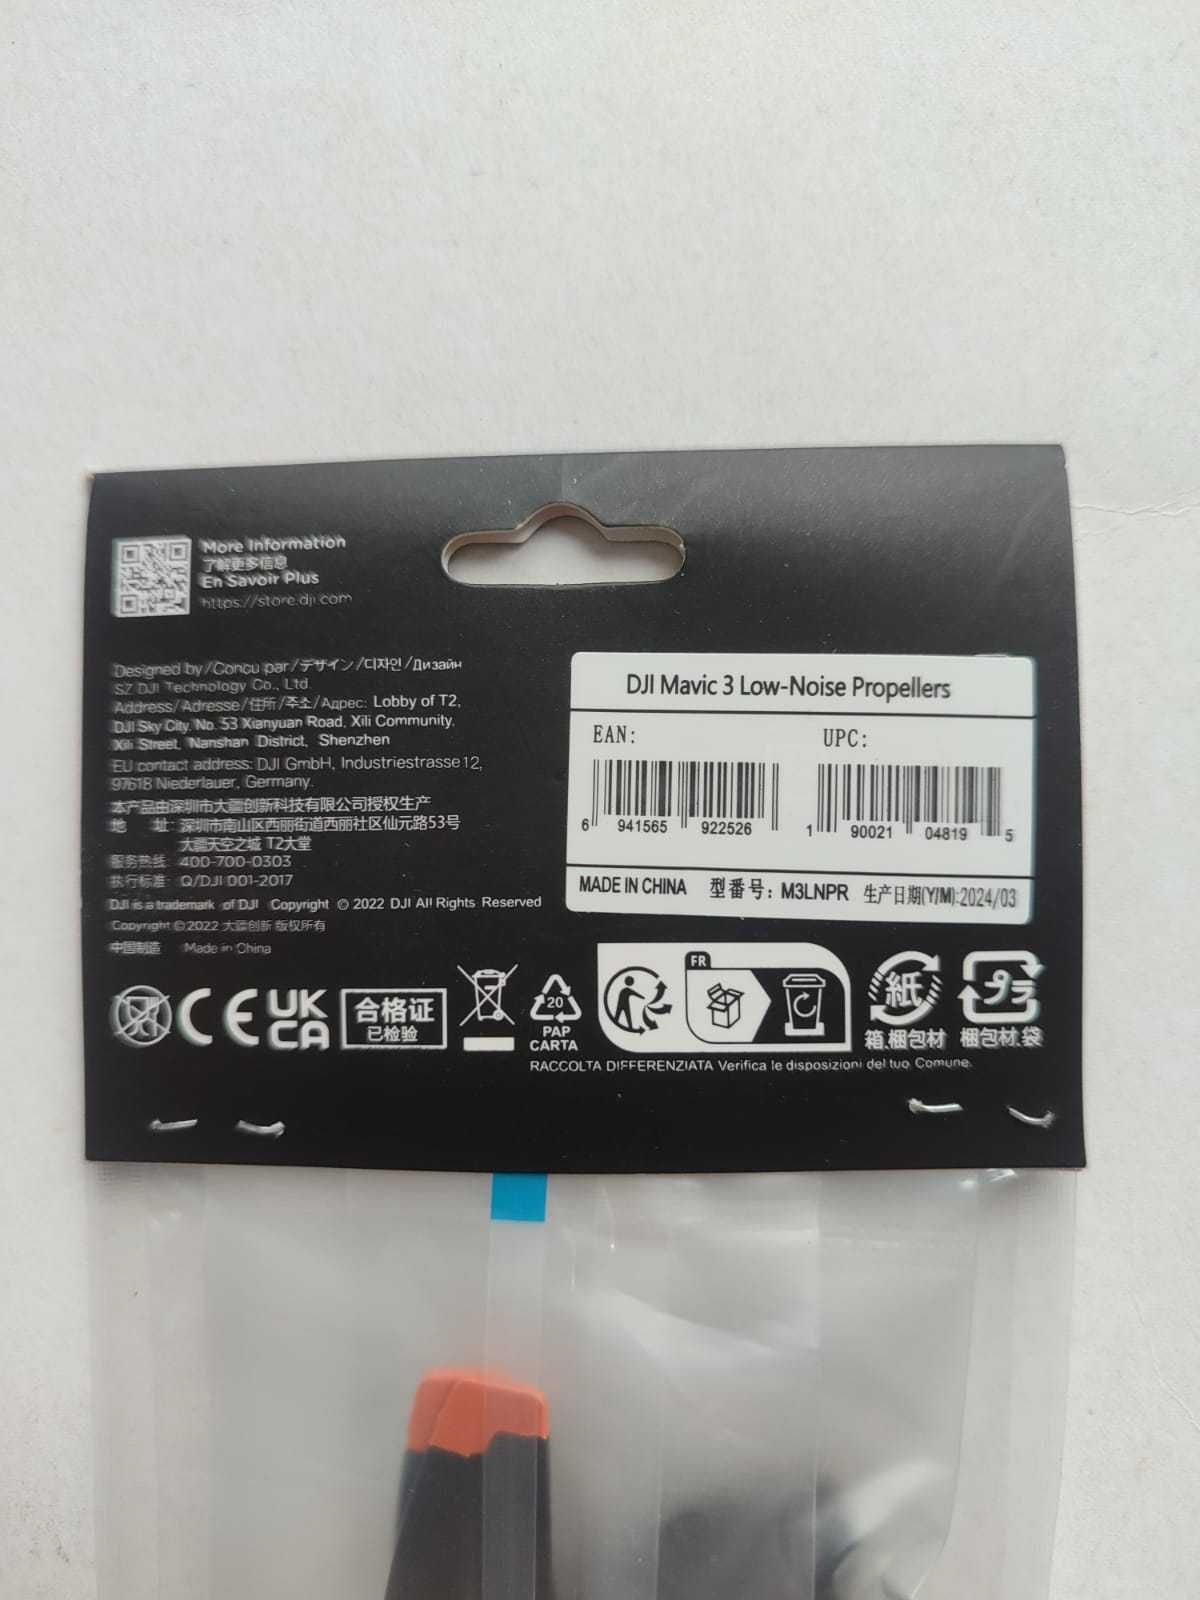 More Information
了解更多信息
En Savoir Plus
https://store.dji.com
Designed by/Conçu par/デザイン/디자인/Дизайн
SZ DJI Technology Co., Ltd.
Address/Adresse/住所/주소/Адрес: Lobby of T2,
DJI Sky City, No. 53 Xianyuan Road, Xili Community,
Xili Street, Nanshan District, Shenzhen
EU contact address: DJI GmbH, Industriestrasse 12,
97618 Niederlauer, Germany.
本产品由深圳市大疆创新科技有限公司授权生产
地 址: 深圳市南山区西丽街道西丽社区仙元路53号
大疆天空之城 T2大堂
服务热线: 400-700-0303
执行标准: Q/DJI 001-2017
DJI is a trademark of DJI Copyright © 2022 DJI All Rights Reserved
Copyright © 2022 大疆创新 版权所有
中国制造 Made in China
DJI Mavic 3 Low-Noise Propellers
EAN:
UPC:
6 941565 922526
1 90021 04819 5
MADE IN CHINA 型番号: M3LNPR 生产日期(Y/M):2024/03
CE
UK
CA
合格证
已检验
20
PAP
CARTA
FR
紙
箱.梱包材
プラ
梱包材.袋
RACCOLTA DIFFERENZIATA Verifica le disposizioni del tuo Comune.